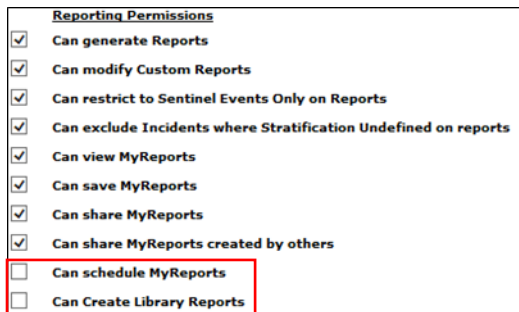 Reporting Permissions
Can generate Reports
Can modify Custom Reports
Can restrict to Sentinel Events Only on Reports
Can exclude Incidents where Stratification Undefined on reports
Can view MyReports
Can save MyReports
Can share MyReports
Can share MyReports created by others
Can schedule MyReports
Can Create Library Reports